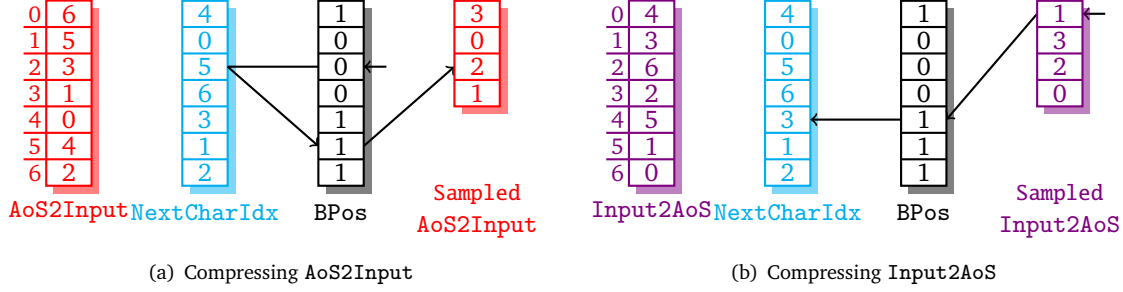 0 6 4 1 3
1 5 0 0 0
2 3 5 0 2
3 1 6 0 1
4 0 3 1
5 4 1 1
6 2 2 1
AoS2Input NextCharIdx BPos Sampled
AoS2Input
(a) Compressing AoS2Input
0 4 4 1 1
1 3 0 0 3
2 6 5 0 2
3 2 6 0 0
4 5 3 1
5 1 1 1
6 0 2 1
Input2AoS NextCharIdx BPos Sampled
Input2AoS
(b) Compressing Input2AoS